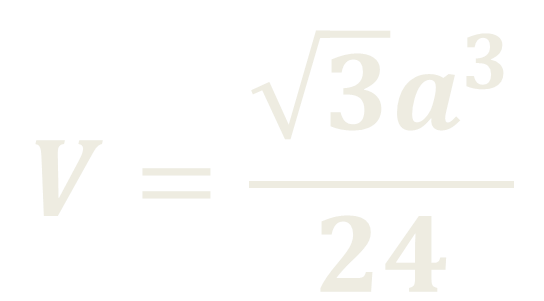 V = √3a³
24